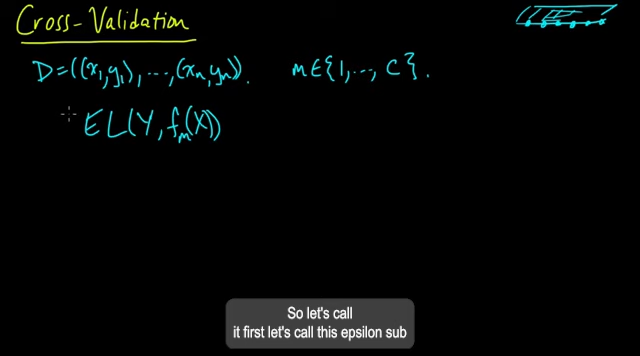 Cross-Validation
D=((x₁,y₁),...,(xₙ,yₙ)). m∈{1,...,C}.
E L(Y, fₘ(X))
So let's call
it first let's call this epsilon sub